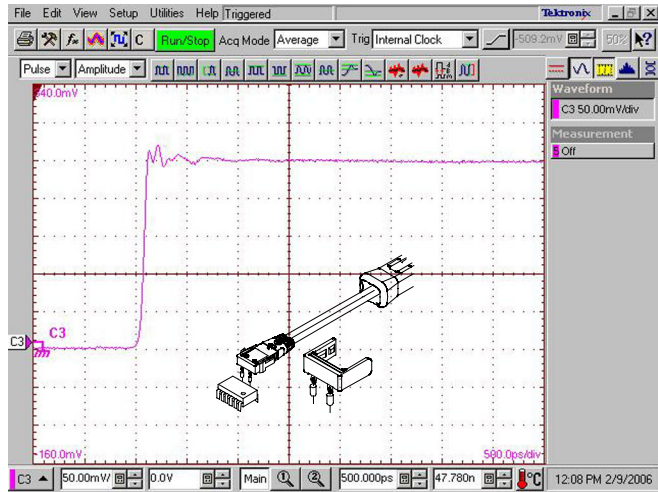 File Edit View Setup Utilities Help Triggered Tektronix
C Run/Stop Acq Mode Average Trig Internal Clock -509.2mV 50%
Pulse Amplitude
340.0mV
Waveform
C3 50.00mV/div
Measurement
S Off
C3
C3
-160.0mV
500.0ps/div
C3 50.00mV/ 0.0V Main 1 2 500.000ps 47.780n °C 12:08 PM 2/9/2006